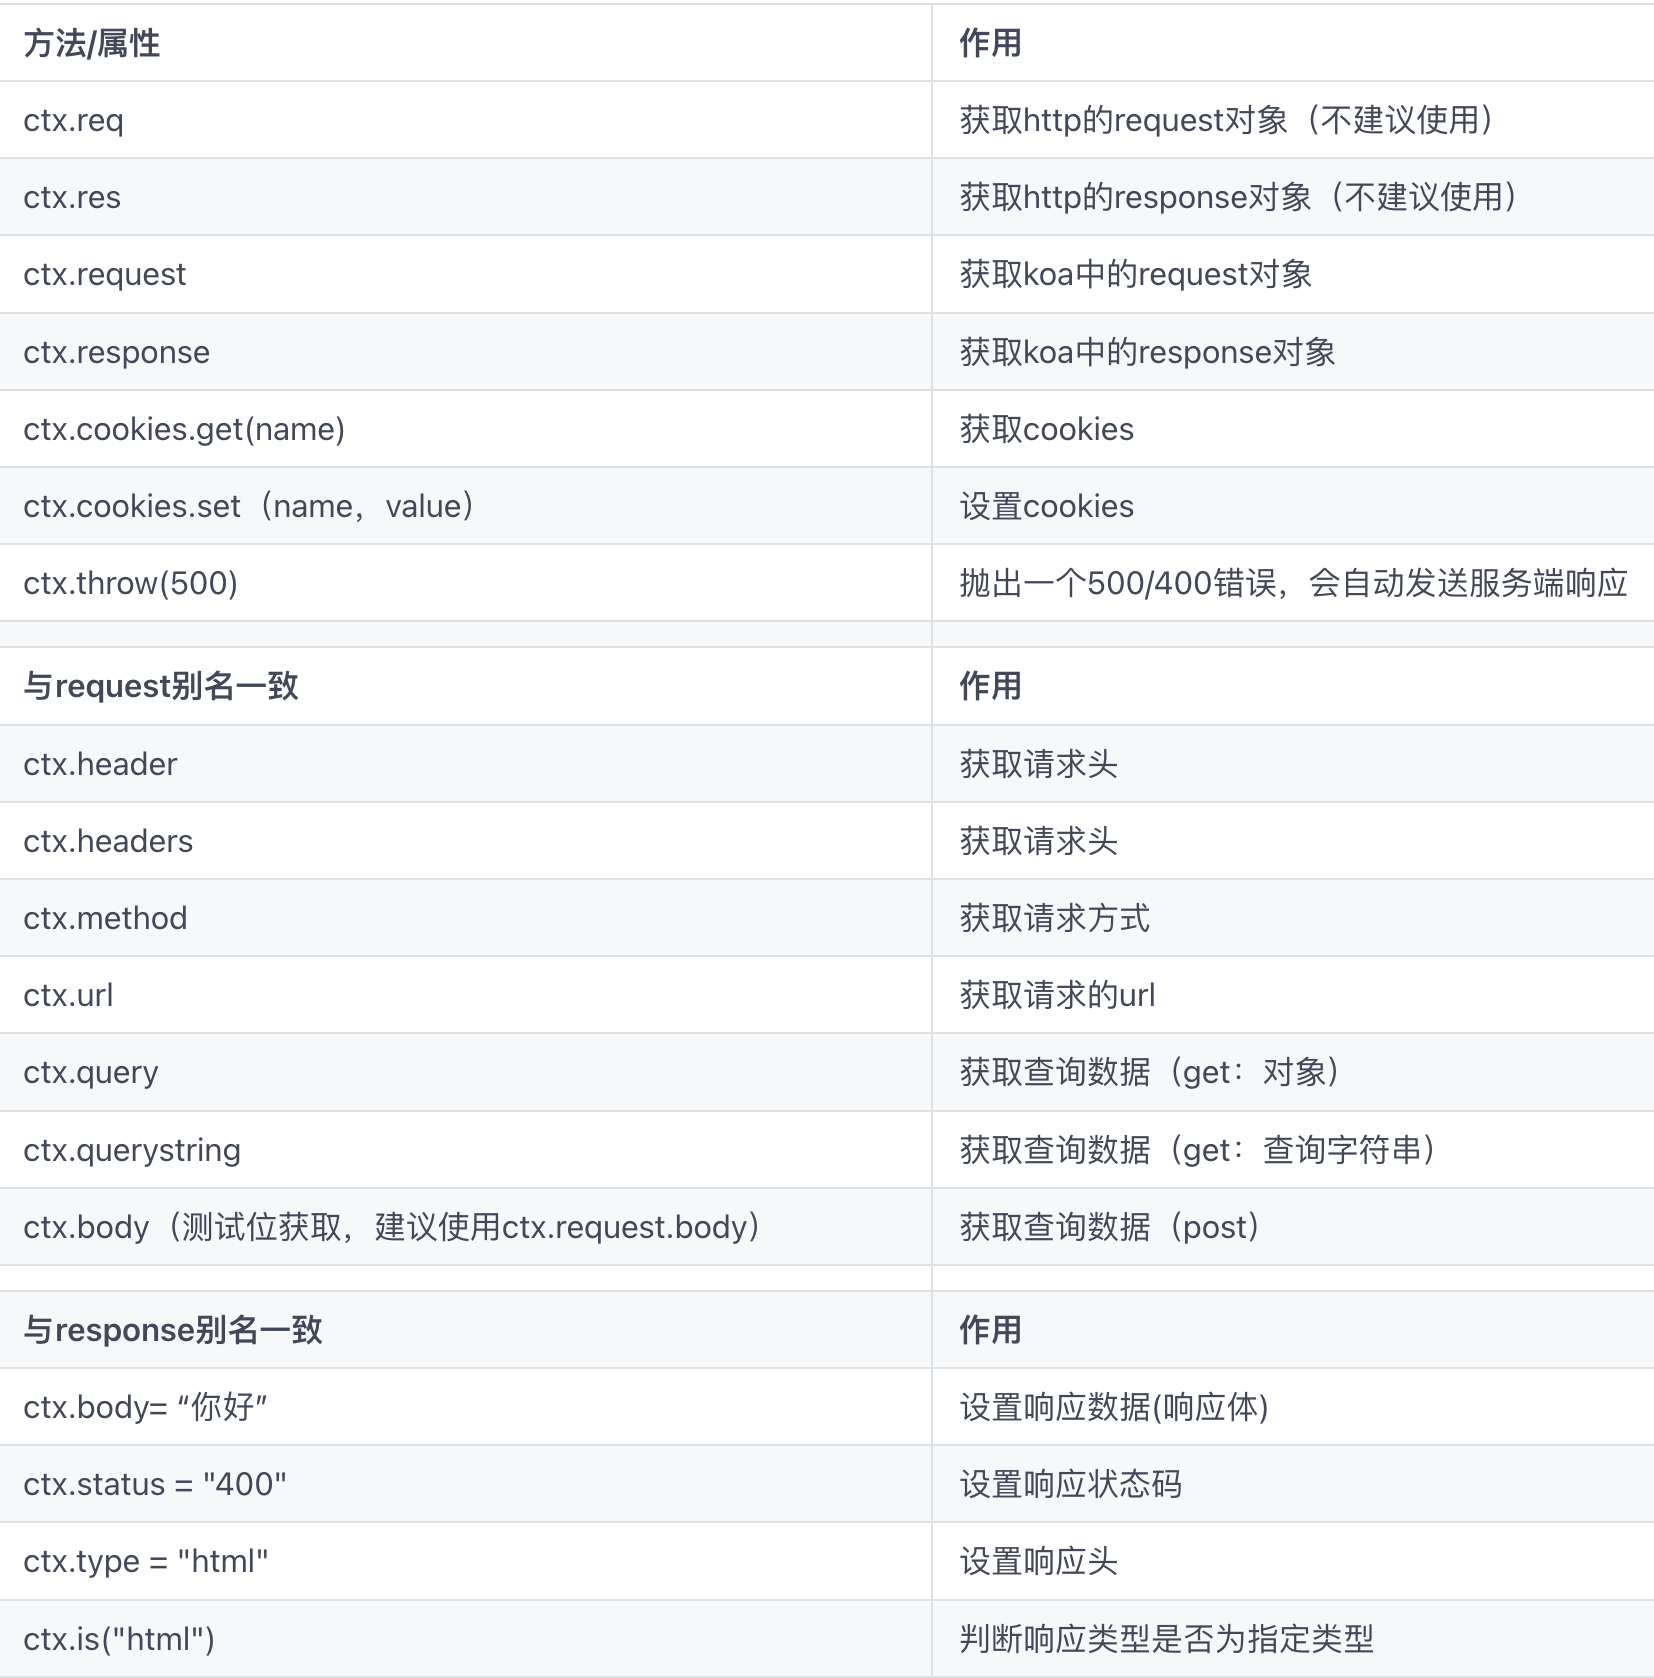 方法/属性 作用
ctx.req 获取http的request对象（不建议使用）
ctx.res 获取http的response对象（不建议使用）
ctx.request 获取koa中的request对象
ctx.response 获取koa中的response对象
ctx.cookies.get(name) 获取cookies
ctx.cookies.set（name，value） 设置cookies
ctx.throw(500) 抛出一个500/400错误，会自动发送服务端响应
与request别名一致 作用
ctx.header 获取请求头
ctx.headers 获取请求头
ctx.method 获取请求方式
ctx.url 获取请求的url
ctx.query 获取查询数据（get：对象）
ctx.querystring 获取查询数据（get：查询字符串）
ctx.body（测试位获取，建议使用ctx.request.body） 获取查询数据（post）
与response别名一致 作用
ctx.body= “你好” 设置响应数据(响应体)
ctx.status = "400" 设置响应状态码
ctx.type = "html" 设置响应头
ctx.is("html") 判断响应类型是否为指定类型